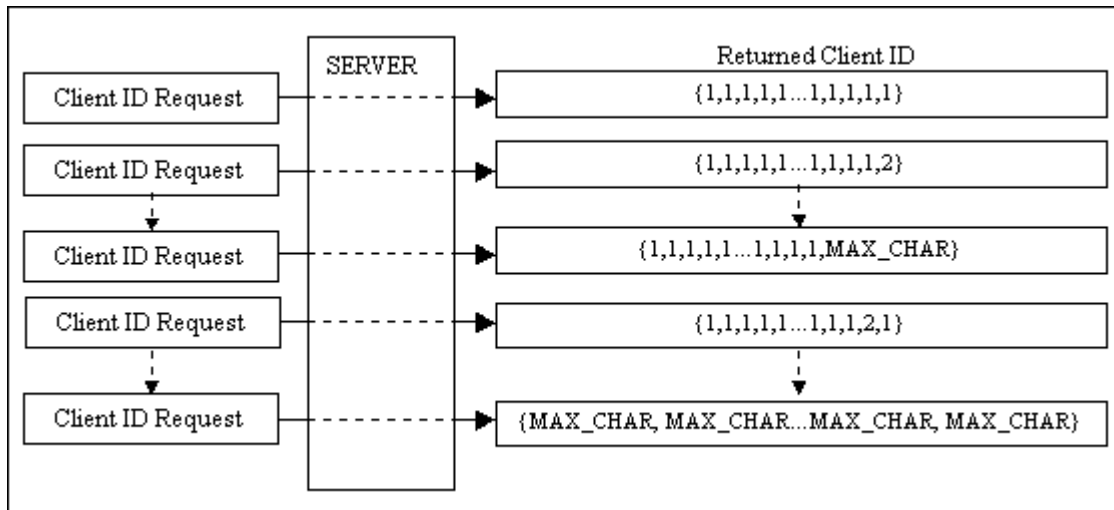 SERVER
Returned Client ID
Client ID Request
{1,1,1,1,1...1,1,1,1,1}
Client ID Request
{1,1,1,1,1...1,1,1,1,2}
Client ID Request
{1,1,1,1,1...1,1,1,1,MAX_CHAR}
Client ID Request
{1,1,1,1,1...1,1,1,2,1}
Client ID Request
{MAX_CHAR, MAX_CHAR...MAX_CHAR, MAX_CHAR}